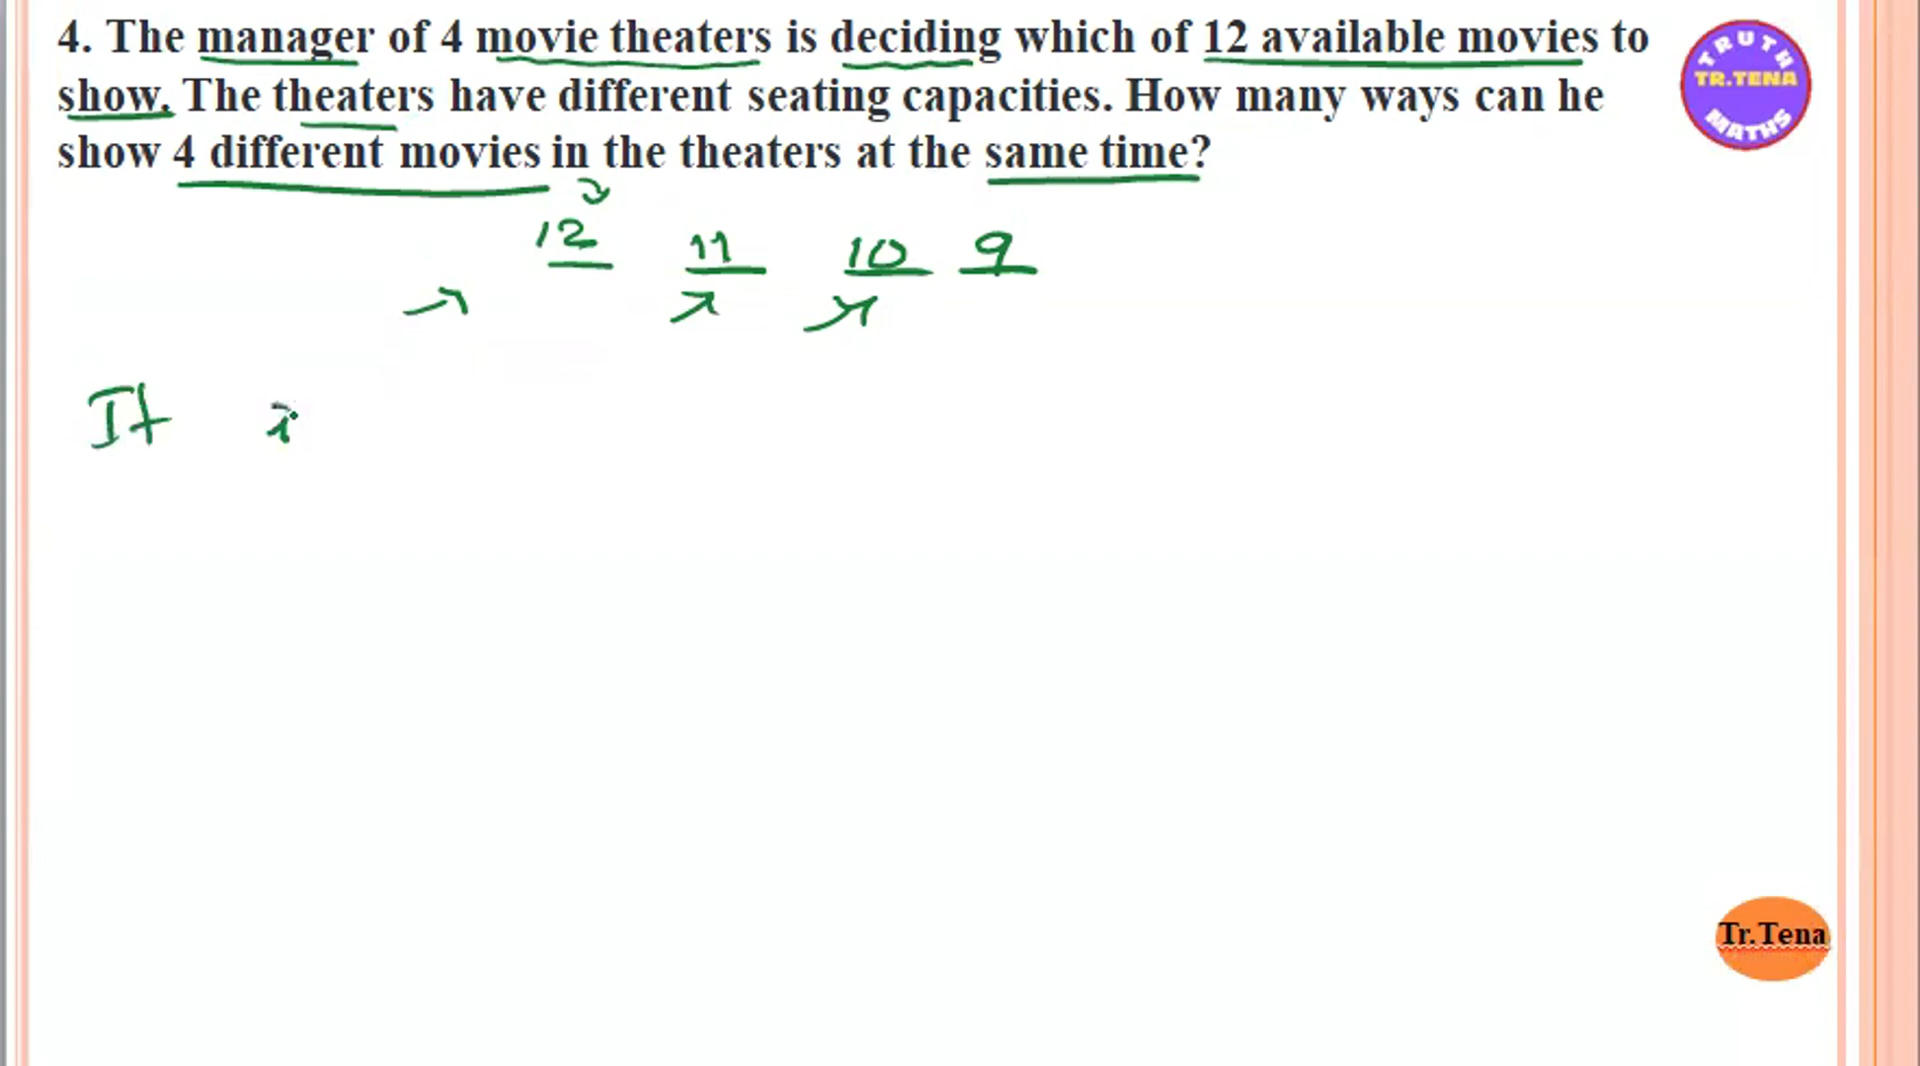 4. The manager of 4 movie theaters is deciding which of 12 available movies to
show. The theaters have different seating capacities. How many ways can he
show 4 different movies in the theaters at the same time?
TRUTH
TR.TENA
MATHS
12 11 10 9
It i
Tr.Tena